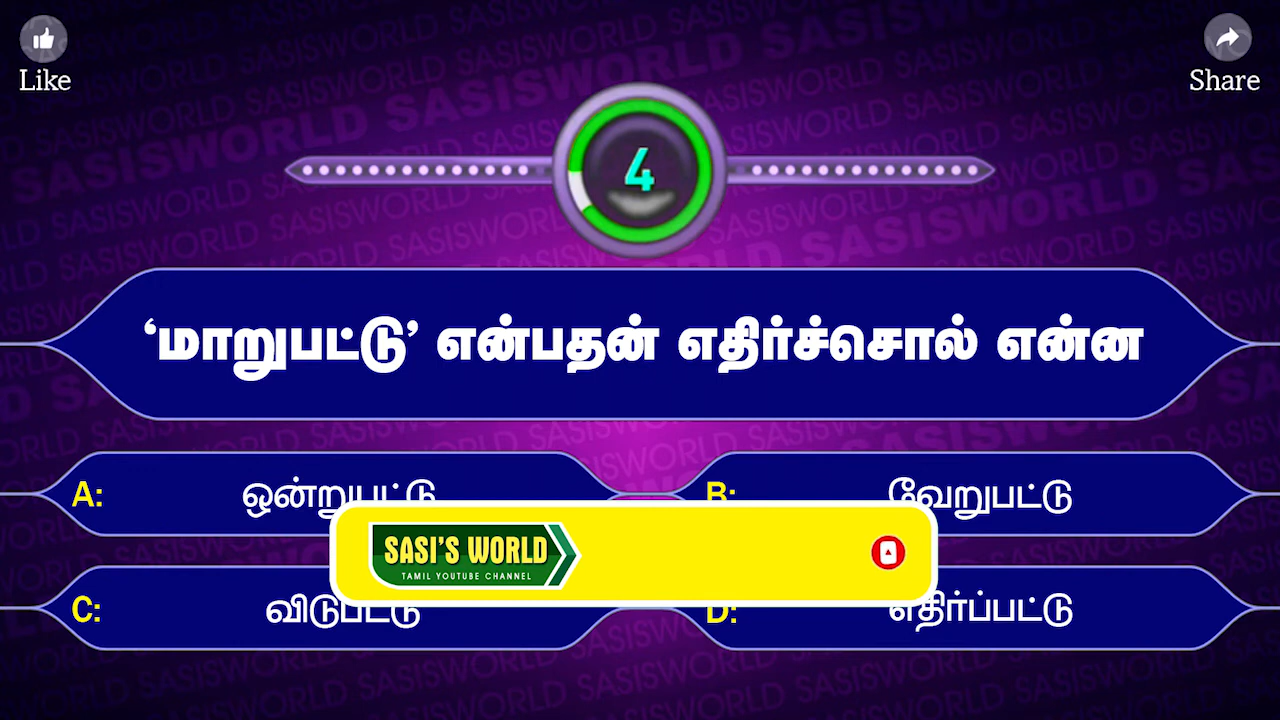 Like
Share
4
‘மாறுபட்டு’ என்பதன் எதிர்ச்சொல் என்ன
A: ஒன்றுபட்டு
B: வேறுபட்டு
SASI'S WORLD
TAMIL YOUTUBE CHANNEL
C: விடுபட்டு
D: எதிர்ப்பட்டு